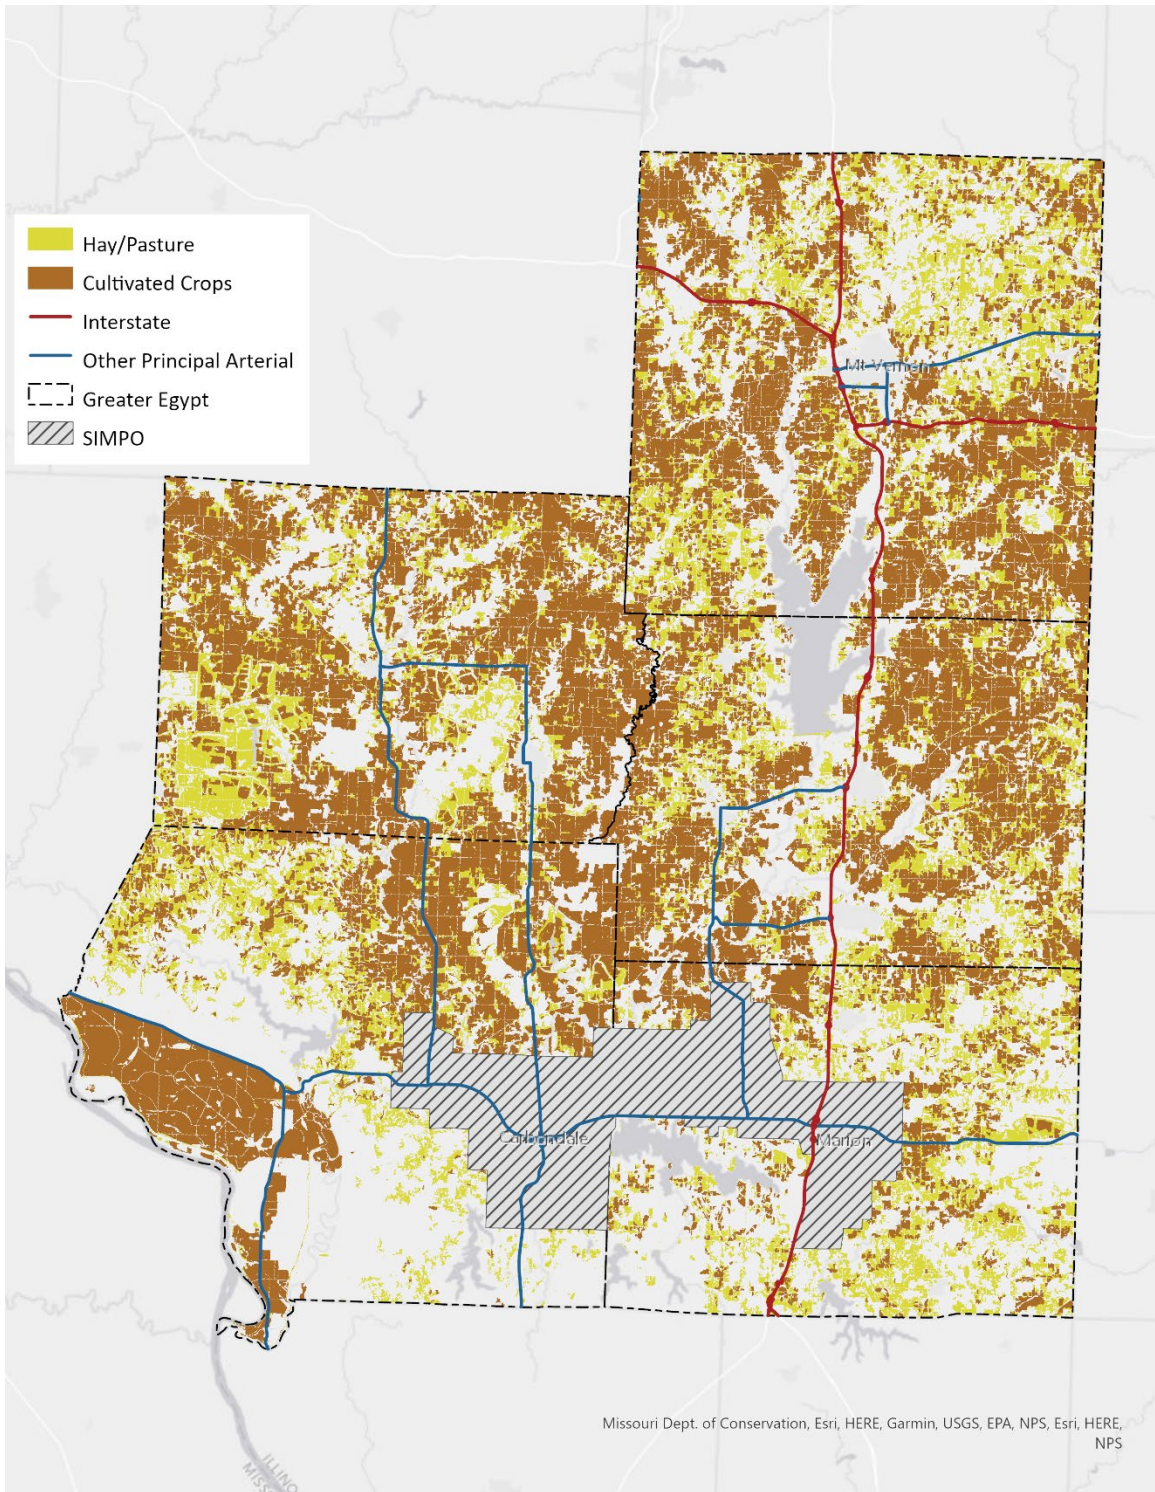 Hay/Pasture
Cultivated Crops
Interstate
Other Principal Arterial
Greater Egypt
SIMPO
Mt Vernon
Carbondale
Marion
Missouri Dept. of Conservation, Esri, HERE, Garmin, USGS, EPA, NPS, Esri, HERE,
NPS